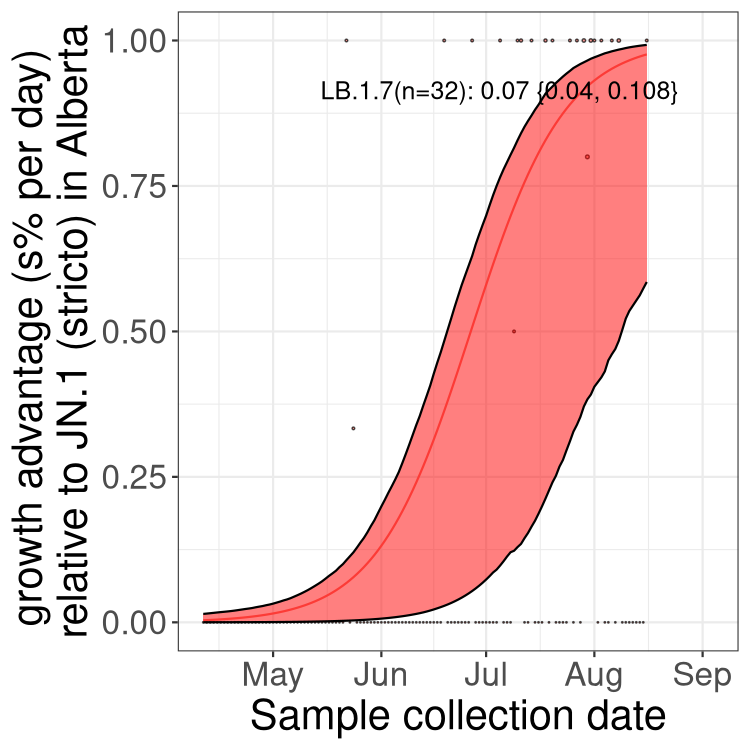 growth advantage (s% per day)
relative to JN.1 (stricto) in Alberta
1.00
0.75
0.50
0.25
0.00
LB.1.7(n=32): 0.07 {0.04, 0.108}
May Jun Jul Aug Sep
Sample collection date